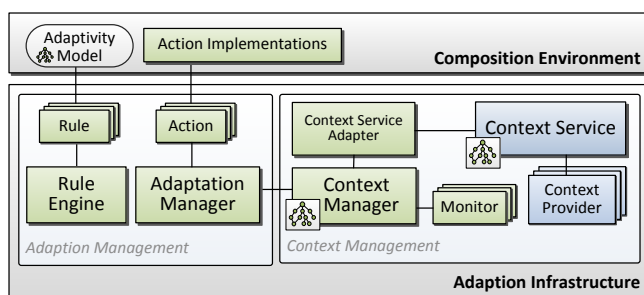 Adaptivity
Model
Action Implementations
Composition Environment
Rule
Action
Context Service
Adapter
Context Service
Rule
Engine
Adaptation
Manager
Context
Manager
Monitor
Context
Provider
Adaption Management
Context Management
Adaption Infrastructure